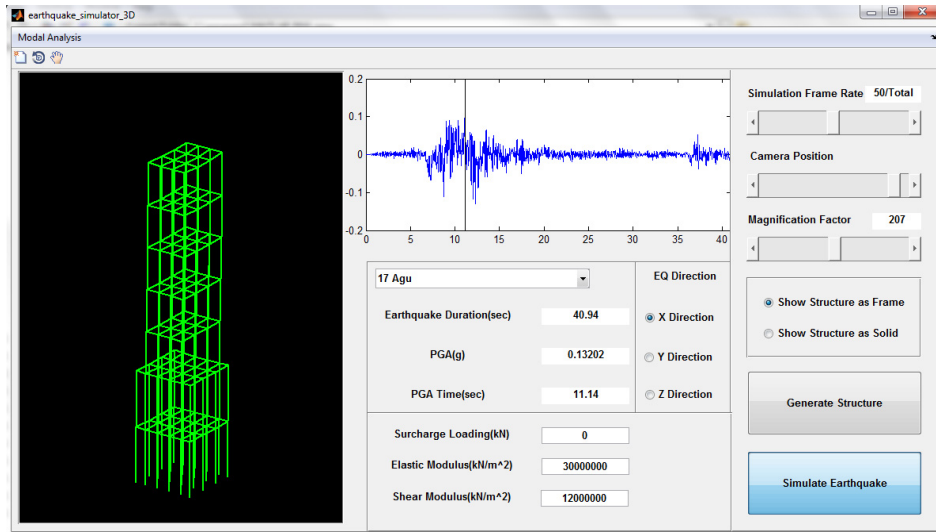 earthquake_simulator_3D
Modal Analysis
0.2
0.1
0
-0.1
-0.2
0 5 10 15 20 25 30 35 40
17 Agu
Earthquake Duration(sec) 40.94
PGA(g) 0.13202
PGA Time(sec) 11.14
EQ Direction
X Direction
Y Direction
Z Direction
Surcharge Loading(kN) 0
Elastic Modulus(kN/m^2) 30000000
Shear Modulus(kN/m^2) 12000000
Simulation Frame Rate 50/Total
Camera Position
Magnification Factor 207
Show Structure as Frame
Show Structure as Solid
Generate Structure
Simulate Earthquake